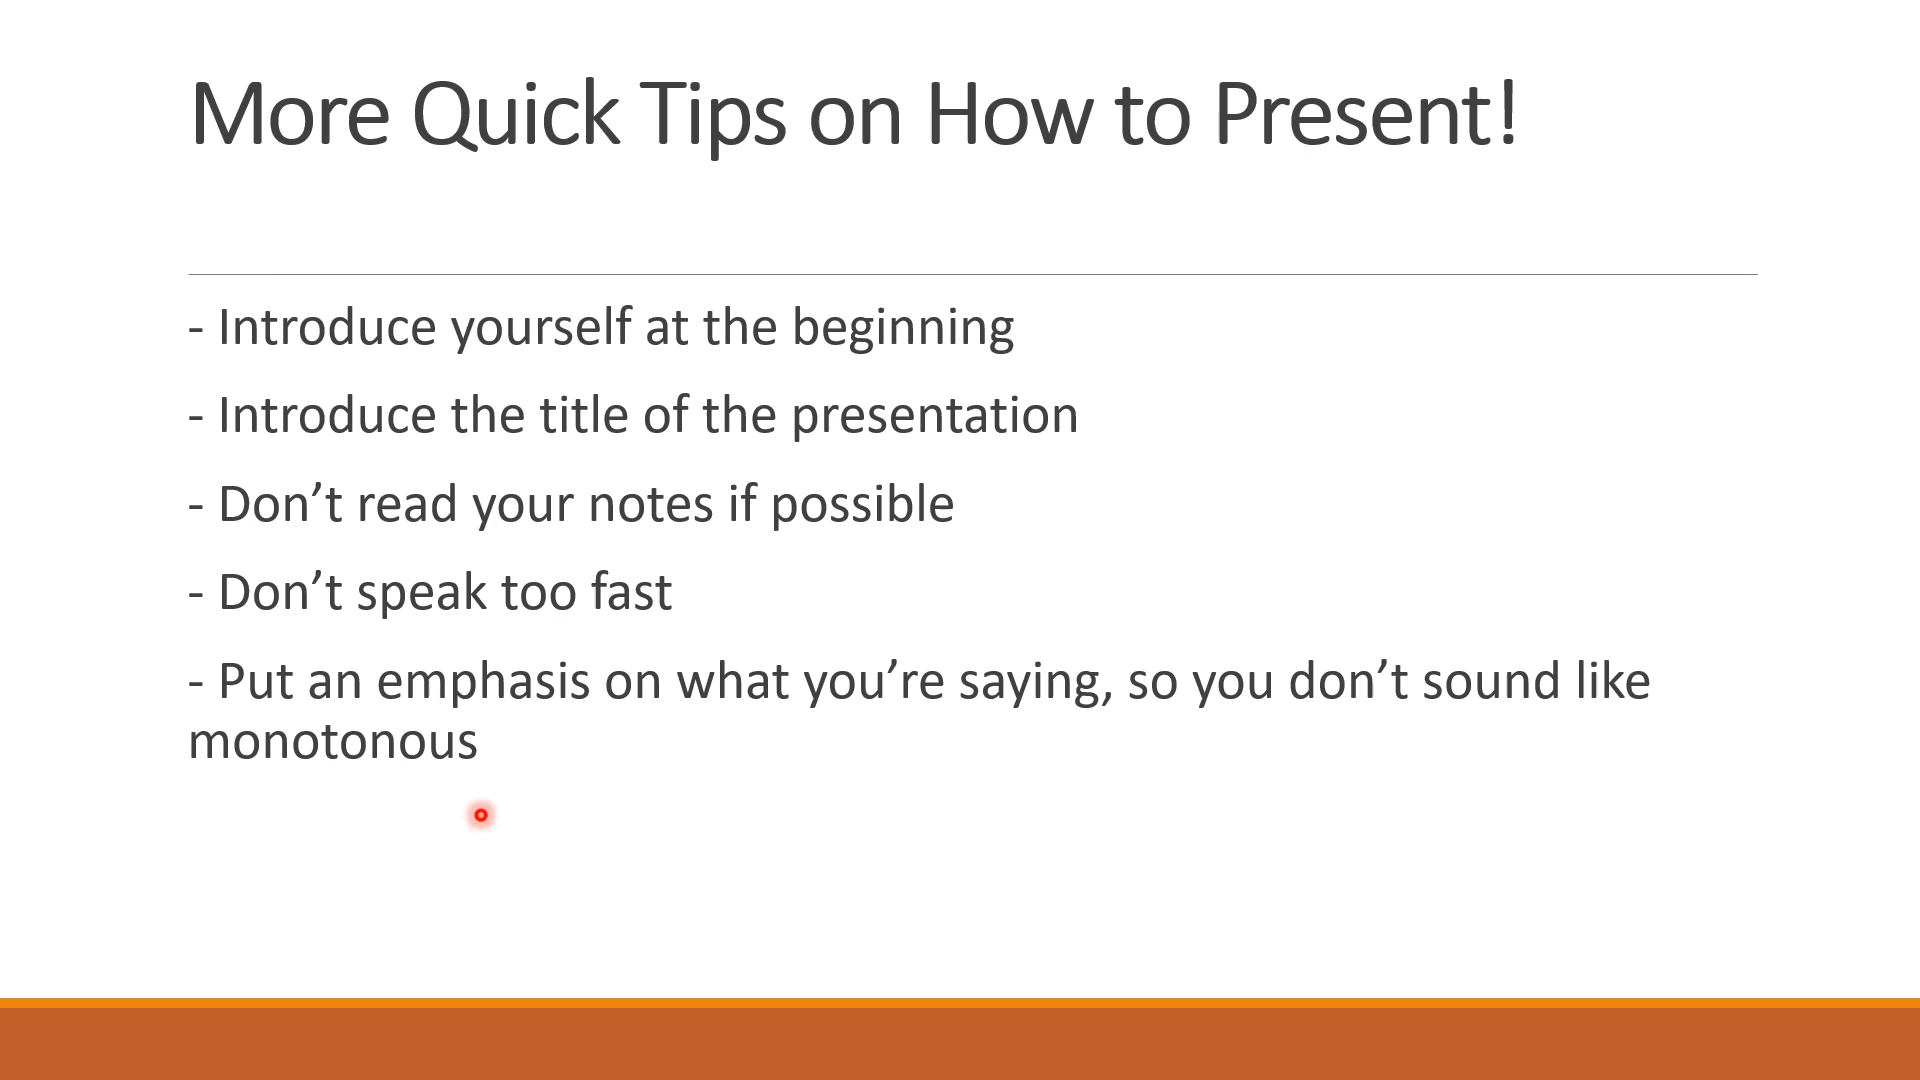 More Quick Tips on How to Present!
- Introduce yourself at the beginning
- Introduce the title of the presentation
- Don’t read your notes if possible
- Don’t speak too fast
- Put an emphasis on what you’re saying, so you don’t sound like
monotonous